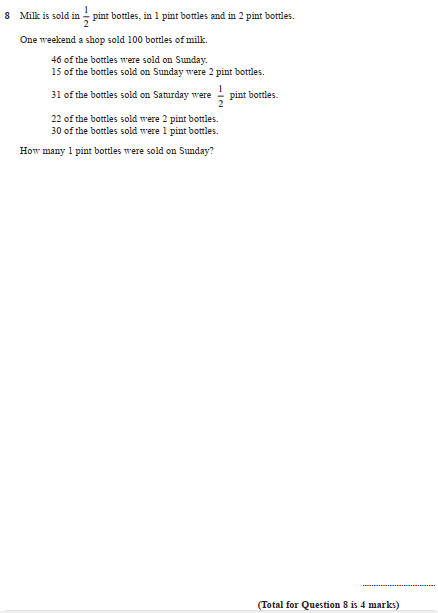 8 Milk is sold in 1/2 pint bottles, in 1 pint bottles and in 2 pint bottles.
One weekend a shop sold 100 bottles of milk.
46 of the bottles were sold on Sunday.
15 of the bottles sold on Sunday were 2 pint bottles.
31 of the bottles sold on Saturday were 1/2 pint bottles.
22 of the bottles sold were 2 pint bottles.
30 of the bottles sold were 1 pint bottles.
How many 1 pint bottles were sold on Sunday?
(Total for Question 8 is 4 marks)